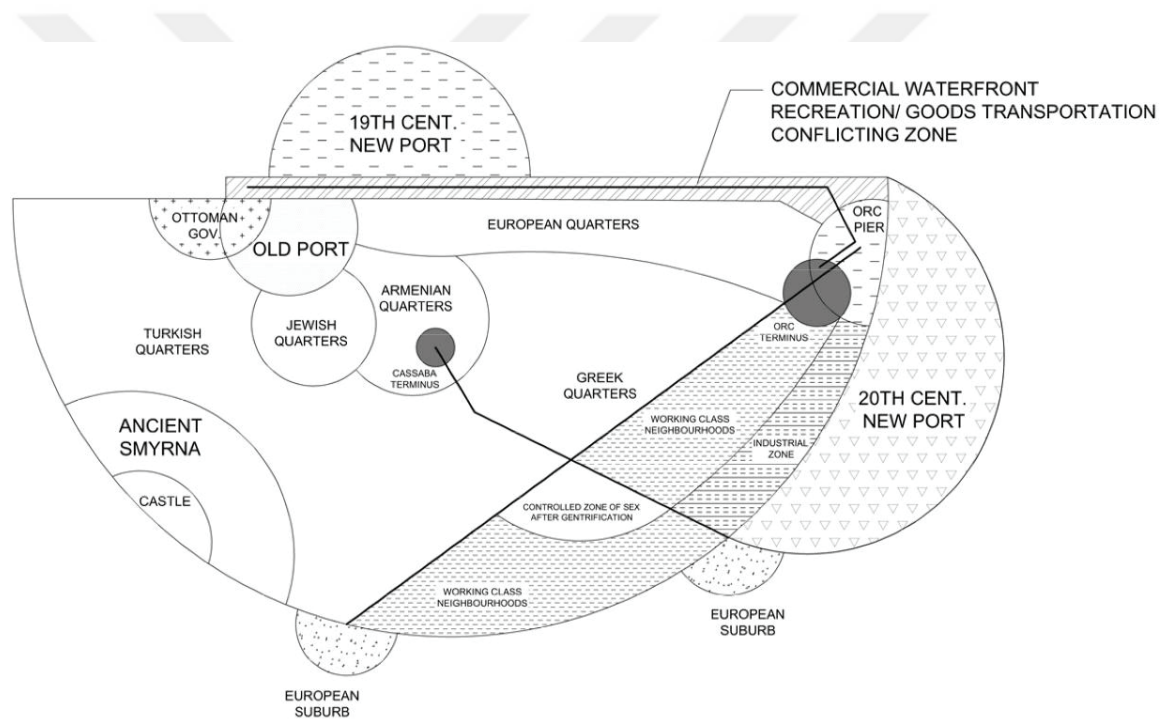 COMMERCIAL WATERFRONT
RECREATION/ GOODS TRANSPORTATION
CONFLICTING ZONE
19TH CENT.
NEW PORT
OTTOMAN
GOV.
OLD PORT
EUROPEAN QUARTERS
ORC
PIER
ARMENIAN
QUARTERS
JEWISH
QUARTERS
TURKISH
QUARTERS
CASSABA
TERMINUS
ORC
TERMINUS
GREEK
QUARTERS
20TH CENT.
NEW PORT
WORKING CLASS
NEIGHBOURHOODS
INDUSTRIAL
ZONE
ANCIENT
SMYRNA
CASTLE
CONTROLLED ZONE OF SEX
AFTER GENTRIFICATION
WORKING CLASS
NEIGHBOURHOODS
EUROPEAN
SUBURB
EUROPEAN
SUBURB